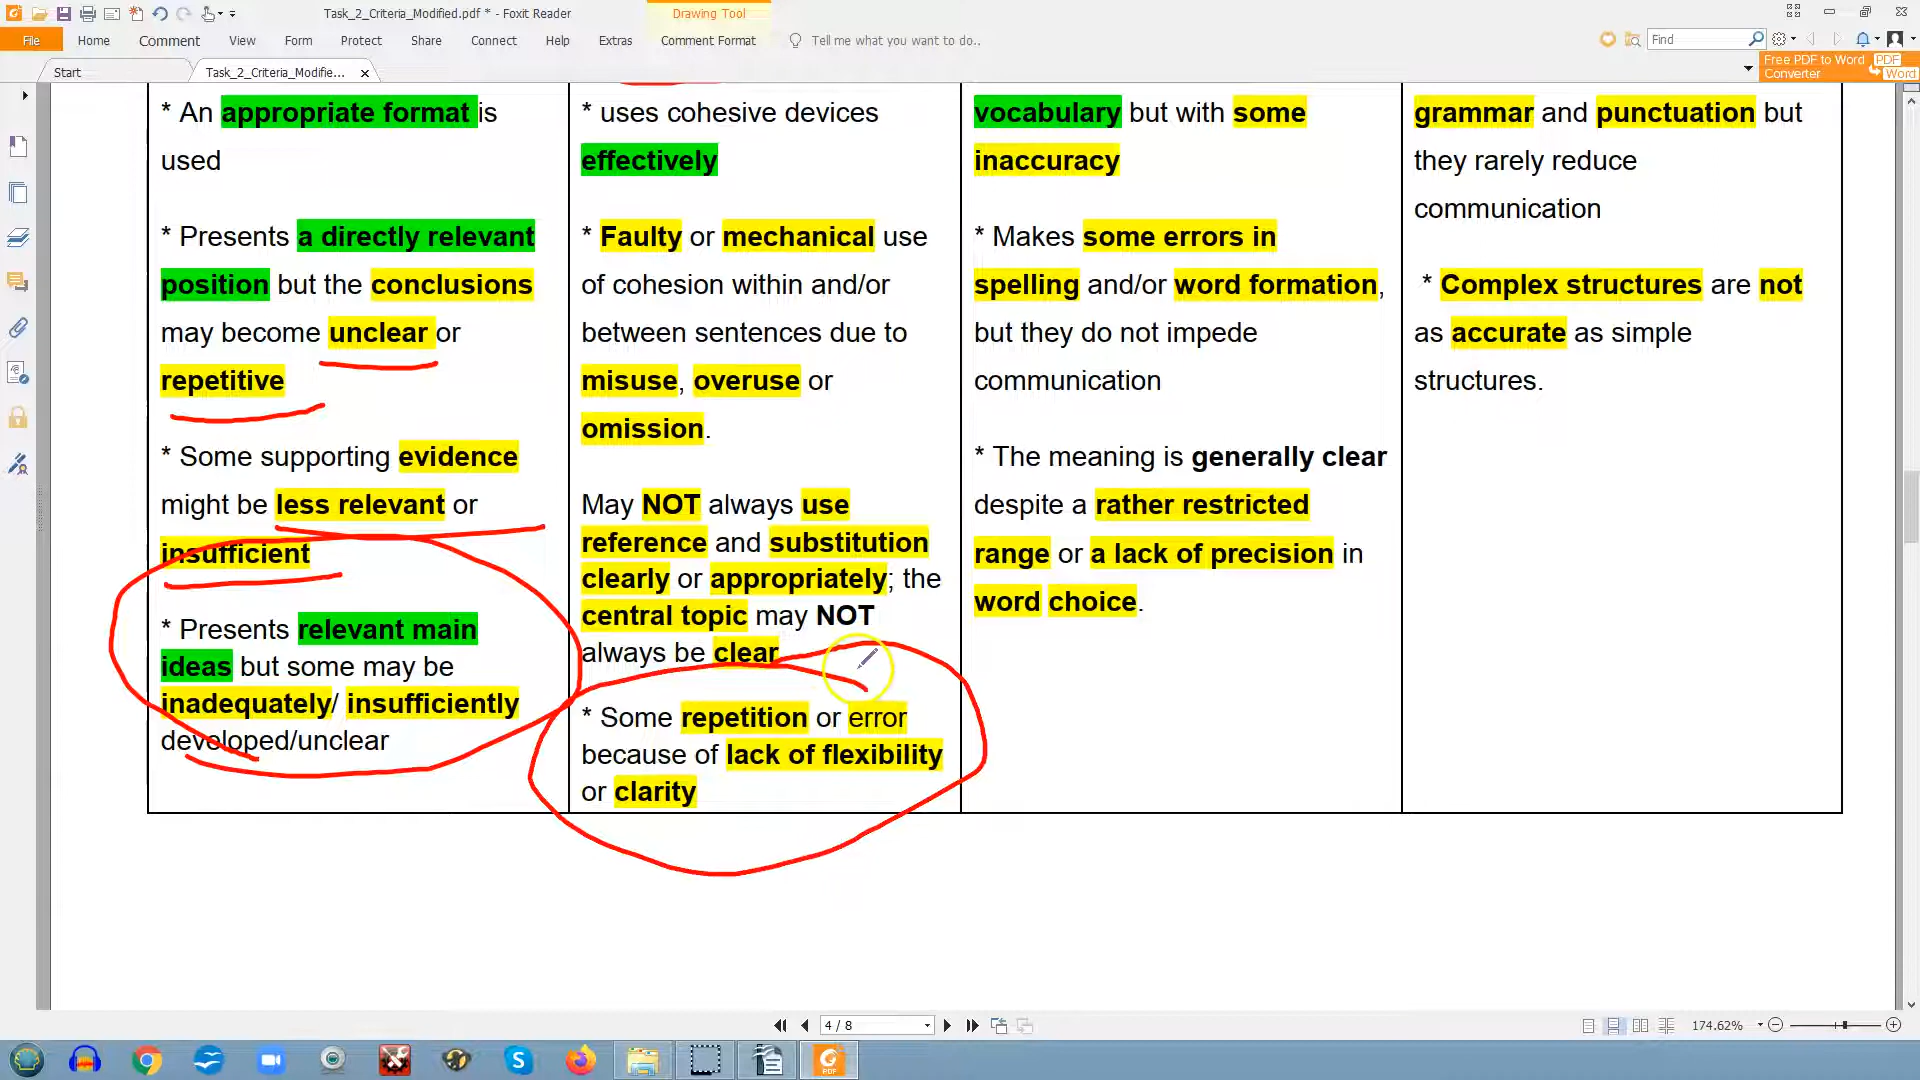 Task_2_Criteria_Modified.pdf * - Foxit Reader
Drawing Tool
File Home Comment View Form Protect Share Connect Help Extras Comment Format Tell me what you want to do.. Find
Start Task_2_Criteria_Modifie...
Free PDF to Word
Converter
PDF
Word
* An appropriate format is
used
* Presents a directly relevant
position but the conclusions
may become unclear or
repetitive
* Some supporting evidence
might be less relevant or
insufficient
* Presents relevant main
ideas but some may be
inadequately/ insufficiently
developed/unclear
* uses cohesive devices
effectively
* Faulty or mechanical use
of cohesion within and/or
between sentences due to
misuse, overuse or
omission.
May NOT always use
reference and substitution
clearly or appropriately; the
central topic may NOT
always be clear
* Some repetition or error
because of lack of flexibility
or clarity
vocabulary but with some
inaccuracy
* Makes some errors in
spelling and/or word formation,
but they do not impede
communication
* The meaning is generally clear
despite a rather restricted
range or a lack of precision in
word choice.
grammar and punctuation but
they rarely reduce
communication
* Complex structures are not
as accurate as simple
structures.
4 / 8
174.62%